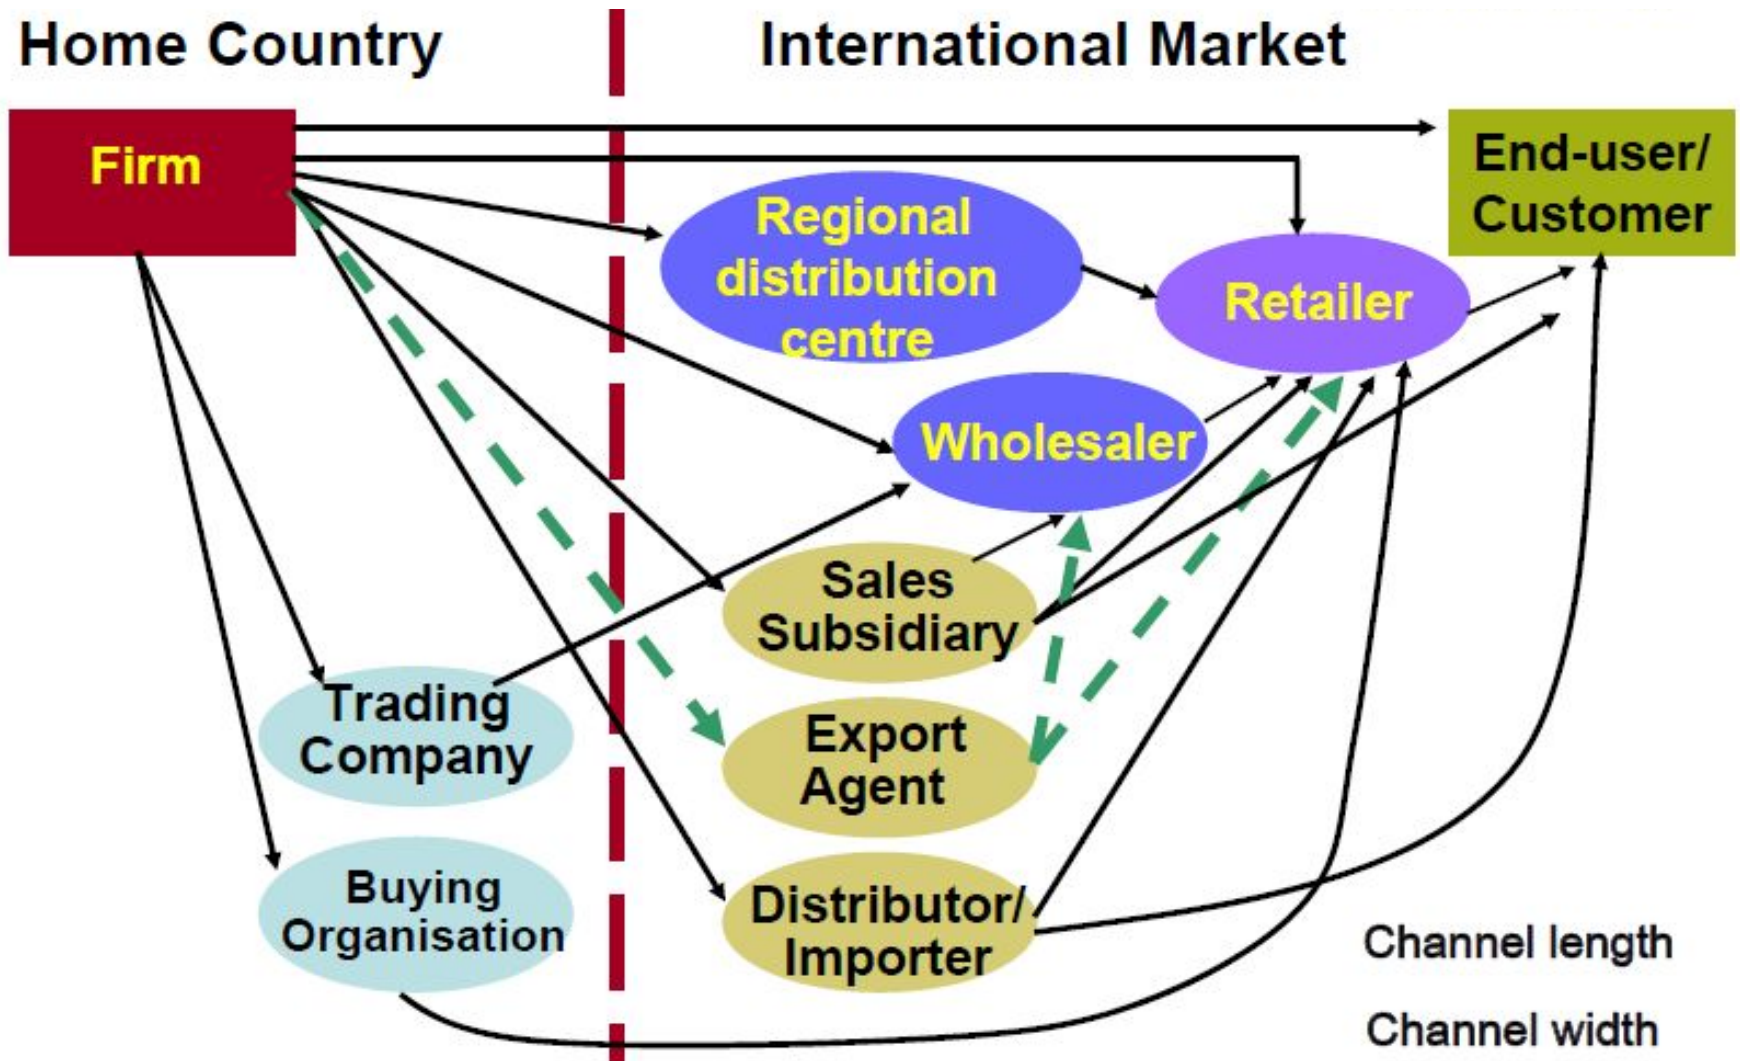 Home Country
International Market
Firm
End-user/
Customer
Regional
distribution
centre
Retailer
Wholesaler
Sales
Subsidiary
Trading
Company
Export
Agent
Buying
Organisation
Distributor/
Importer
Channel length
Channel width